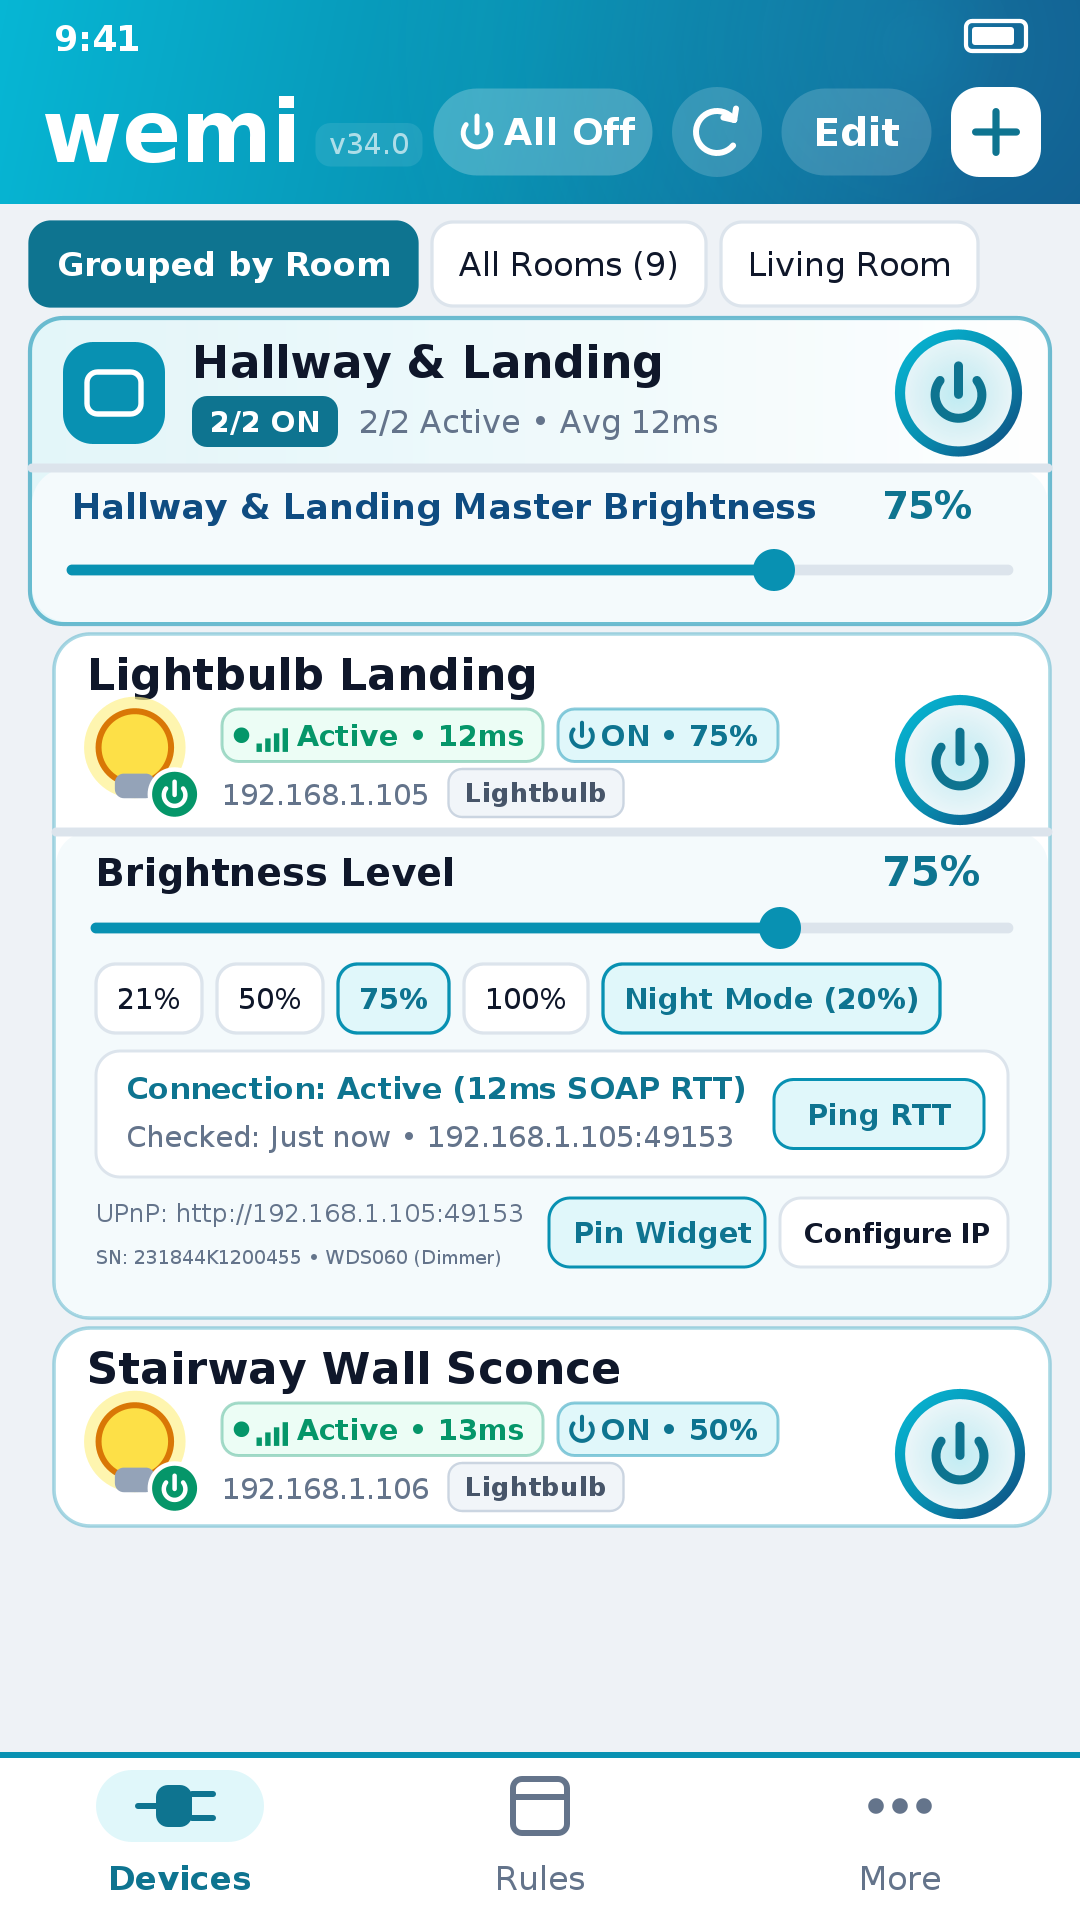 9:41
wemi v34.0 All Off Edit
Grouped by Room All Rooms (9) Living Room
Hallway & Landing
2/2 ON 2/2 Active • Avg 12ms
Hallway & Landing Master Brightness 75%
Lightbulb Landing
Active • 12ms ON • 75%
192.168.1.105 Lightbulb
Brightness Level 75%
21% 50% 75% 100% Night Mode (20%)
Connection: Active (12ms SOAP RTT)
Checked: Just now • 192.168.1.105:49153
Ping RTT
UPnP: http://192.168.1.105:49153
SN: 231844K1200455 • WDS060 (Dimmer)
Pin Widget Configure IP
Stairway Wall Sconce
Active • 13ms ON • 50%
192.168.1.106 Lightbulb
Devices Rules More